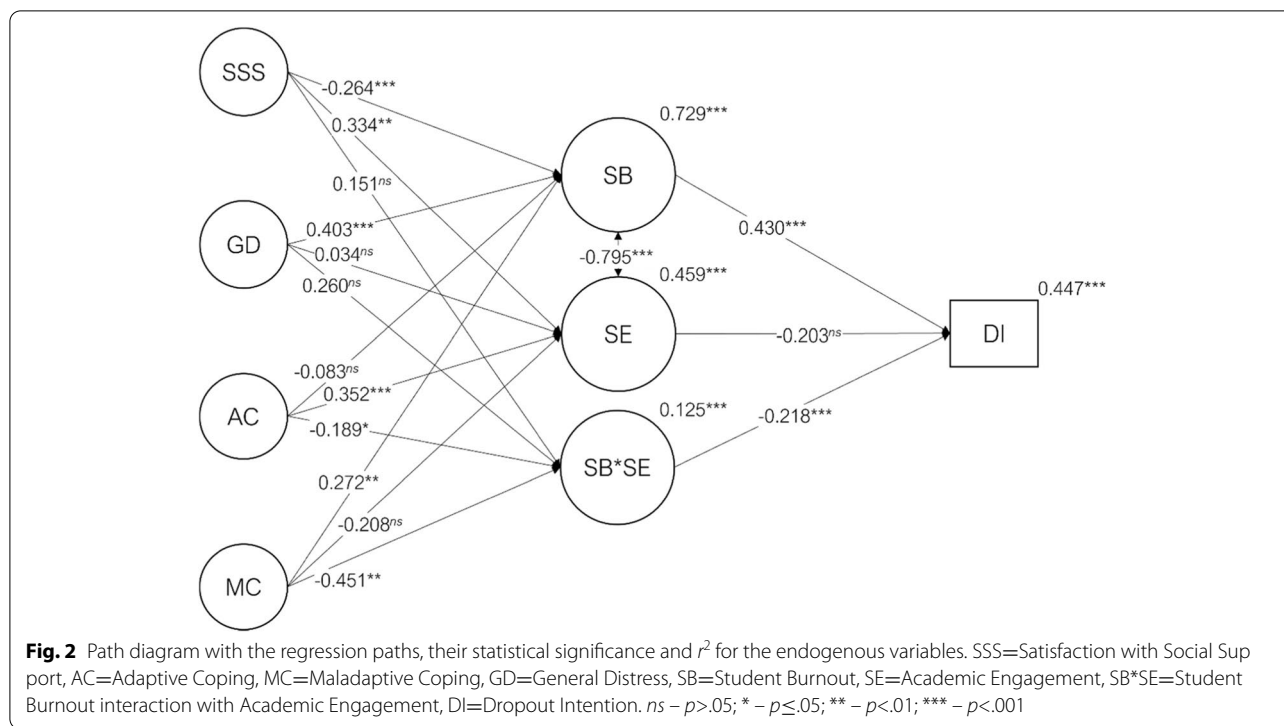 SSS
-0.264***
0.334**
0.151ns
GD
0.403***
0.034ns
0.260ns
AC
-0.083ns
0.352***
-0.189*
MC
0.272**
-0.208ns
-0.451**
SB
0.729***
-0.795***
SE
0.459***
SB*SE
0.125***
0.430***
-0.203ns
-0.218***
DI
0.447***
Fig. 2 Path diagram with the regression paths, their statistical significance and r2 for the endogenous variables. SSS=Satisfaction with Social Sup
port, AC=Adaptive Coping, MC=Maladaptive Coping, GD=General Distress, SB=Student Burnout, SE=Academic Engagement, SB*SE=Student
Burnout interaction with Academic Engagement, DI=Dropout Intention. ns – p>.05; * – p≤.05; ** – p<.01; *** – p<.001